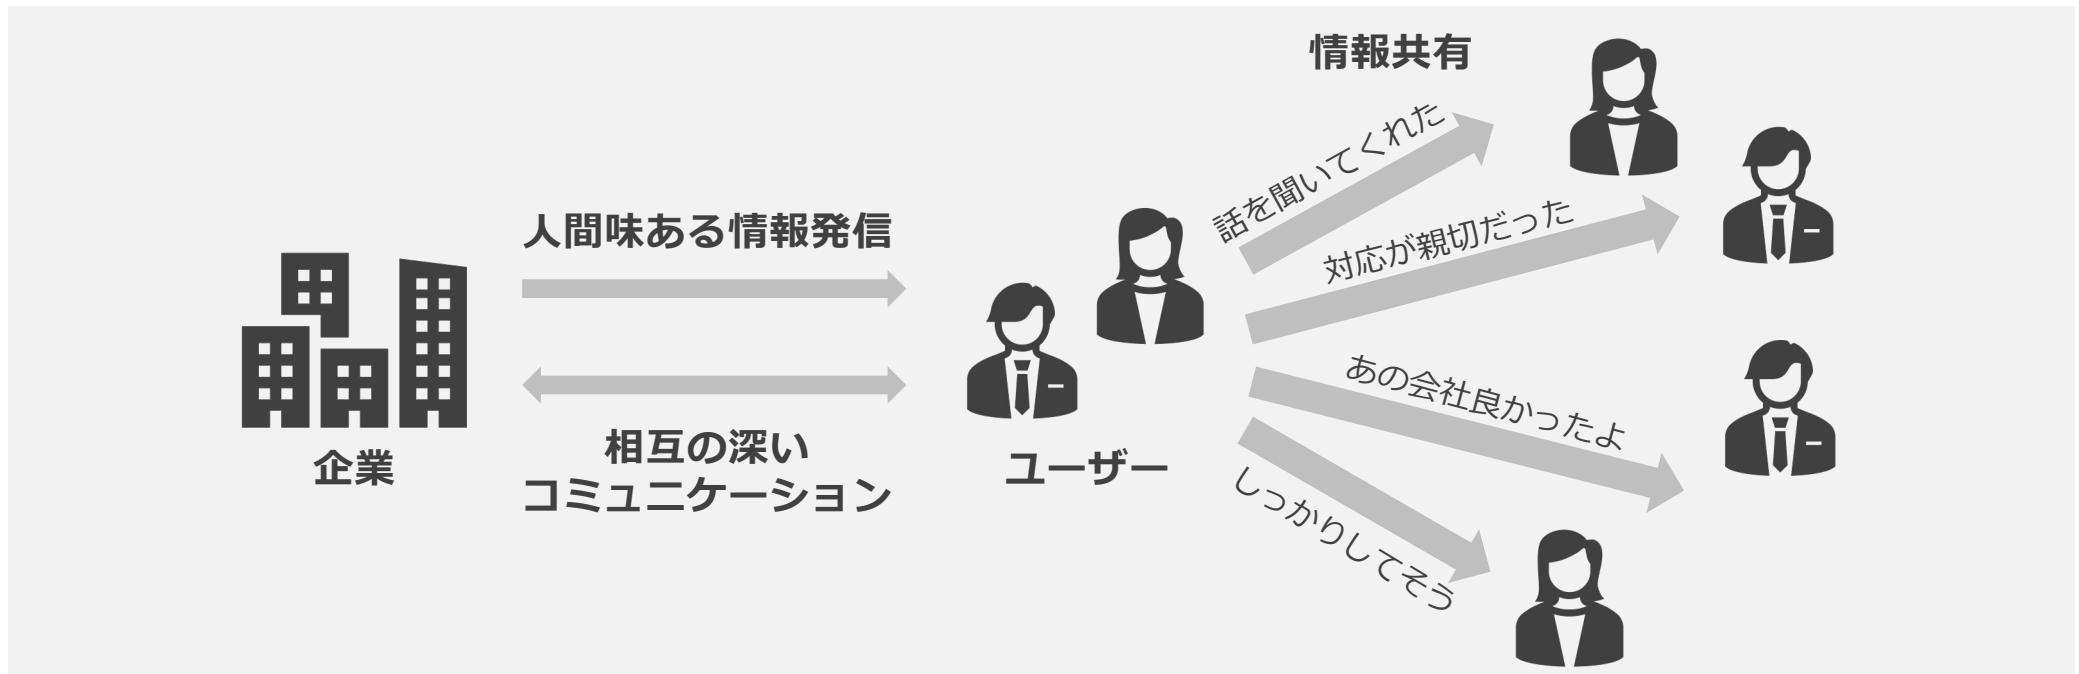 企業
人間味ある情報発信
相互の深い
コミュニケーション
ユーザー
情報共有
話を聞いてくれた
対応が親切だった
あの会社良かったよ
しっかりしてそう